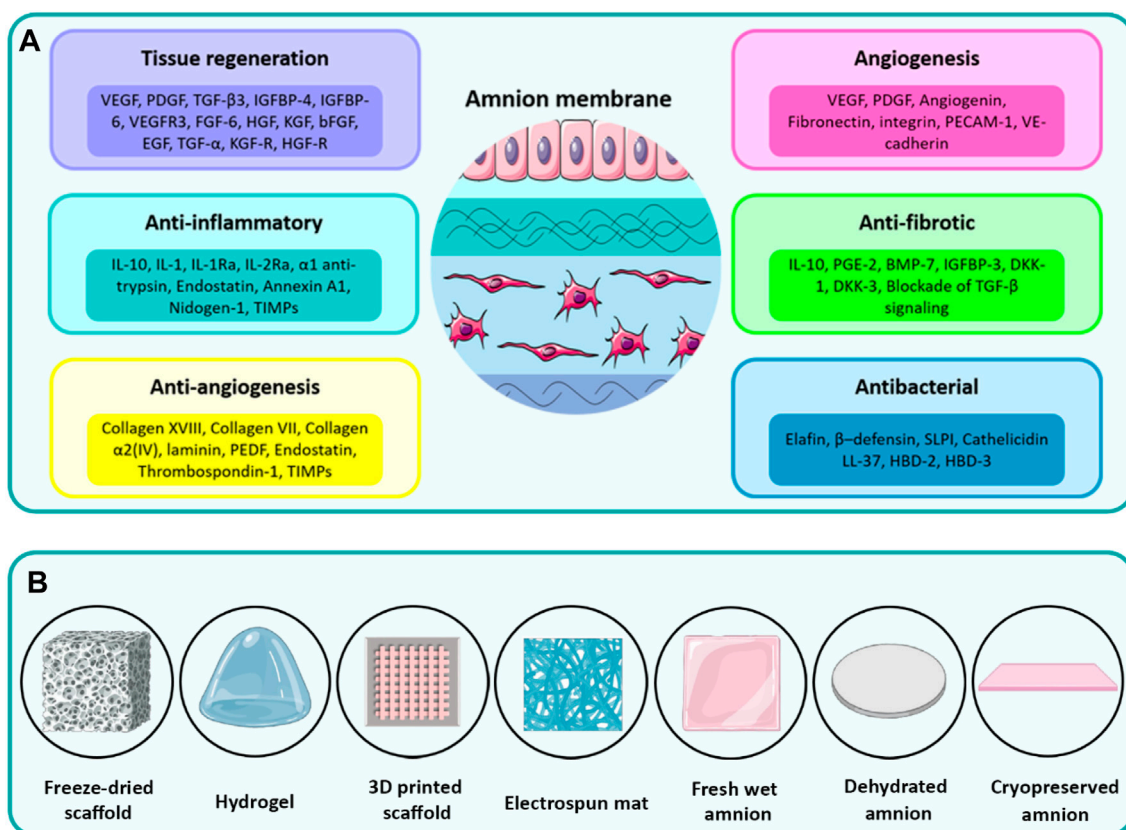 A
Tissue regeneration
VEGF, PDGF, TGF-β3, IGFBP-4, IGFBP-
6, VEGFR3, FGF-6, HGF, KGF, bFGF,
EGF, TGF-α, KGF-R, HGF-R
Anti-inflammatory
IL-10, IL-1, IL-1Ra, IL-2Ra, α1 anti-
trypsin, Endostatin, Annexin A1,
Nidogen-1, TIMPs
Anti-angiogenesis
Collagen XVIII, Collagen VII, Collagen
α2(IV), laminin, PEDF, Endostatin,
Thrombospondin-1, TIMPs
Amnion membrane
Angiogenesis
VEGF, PDGF, Angiogenin,
Fibronectin, integrin, PECAM-1, VE-
cadherin
Anti-fibrotic
IL-10, PGE-2, BMP-7, IGFBP-3, DKK-
1, DKK-3, Blockade of TGF-β
signaling
Antibacterial
Elafin, β–defensin, SLPI, Cathelicidin
LL-37, HBD-2, HBD-3
B
Freeze-dried
scaffold
Hydrogel
3D printed
scaffold
Electrospun mat
Fresh wet
amnion
Dehydrated
amnion
Cryopreserved
amnion